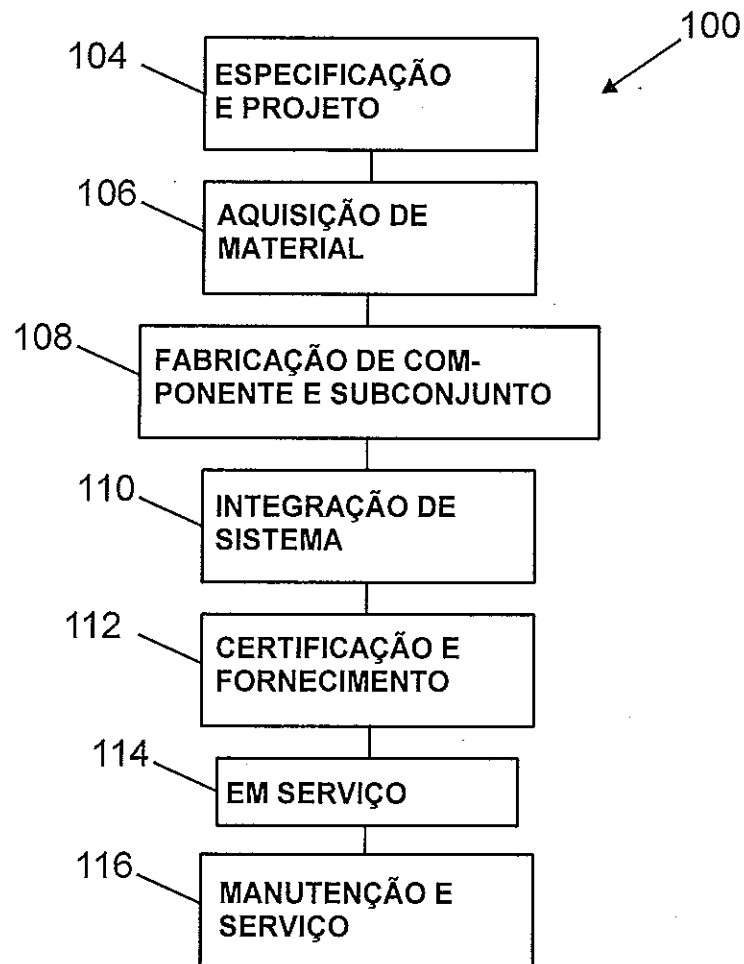 100
104
ESPECIFICAÇÃO
E PROJETO
106
AQUISIÇÃO DE
MATERIAL
108
FABRICAÇÃO DE COM-
PONENTE E SUBCONJUNTO
110
INTEGRAÇÃO DE
SISTEMA
112
CERTIFICAÇÃO E
FORNECIMENTO
114
EM SERVIÇO
116
MANUTENÇÃO E
SERVIÇO